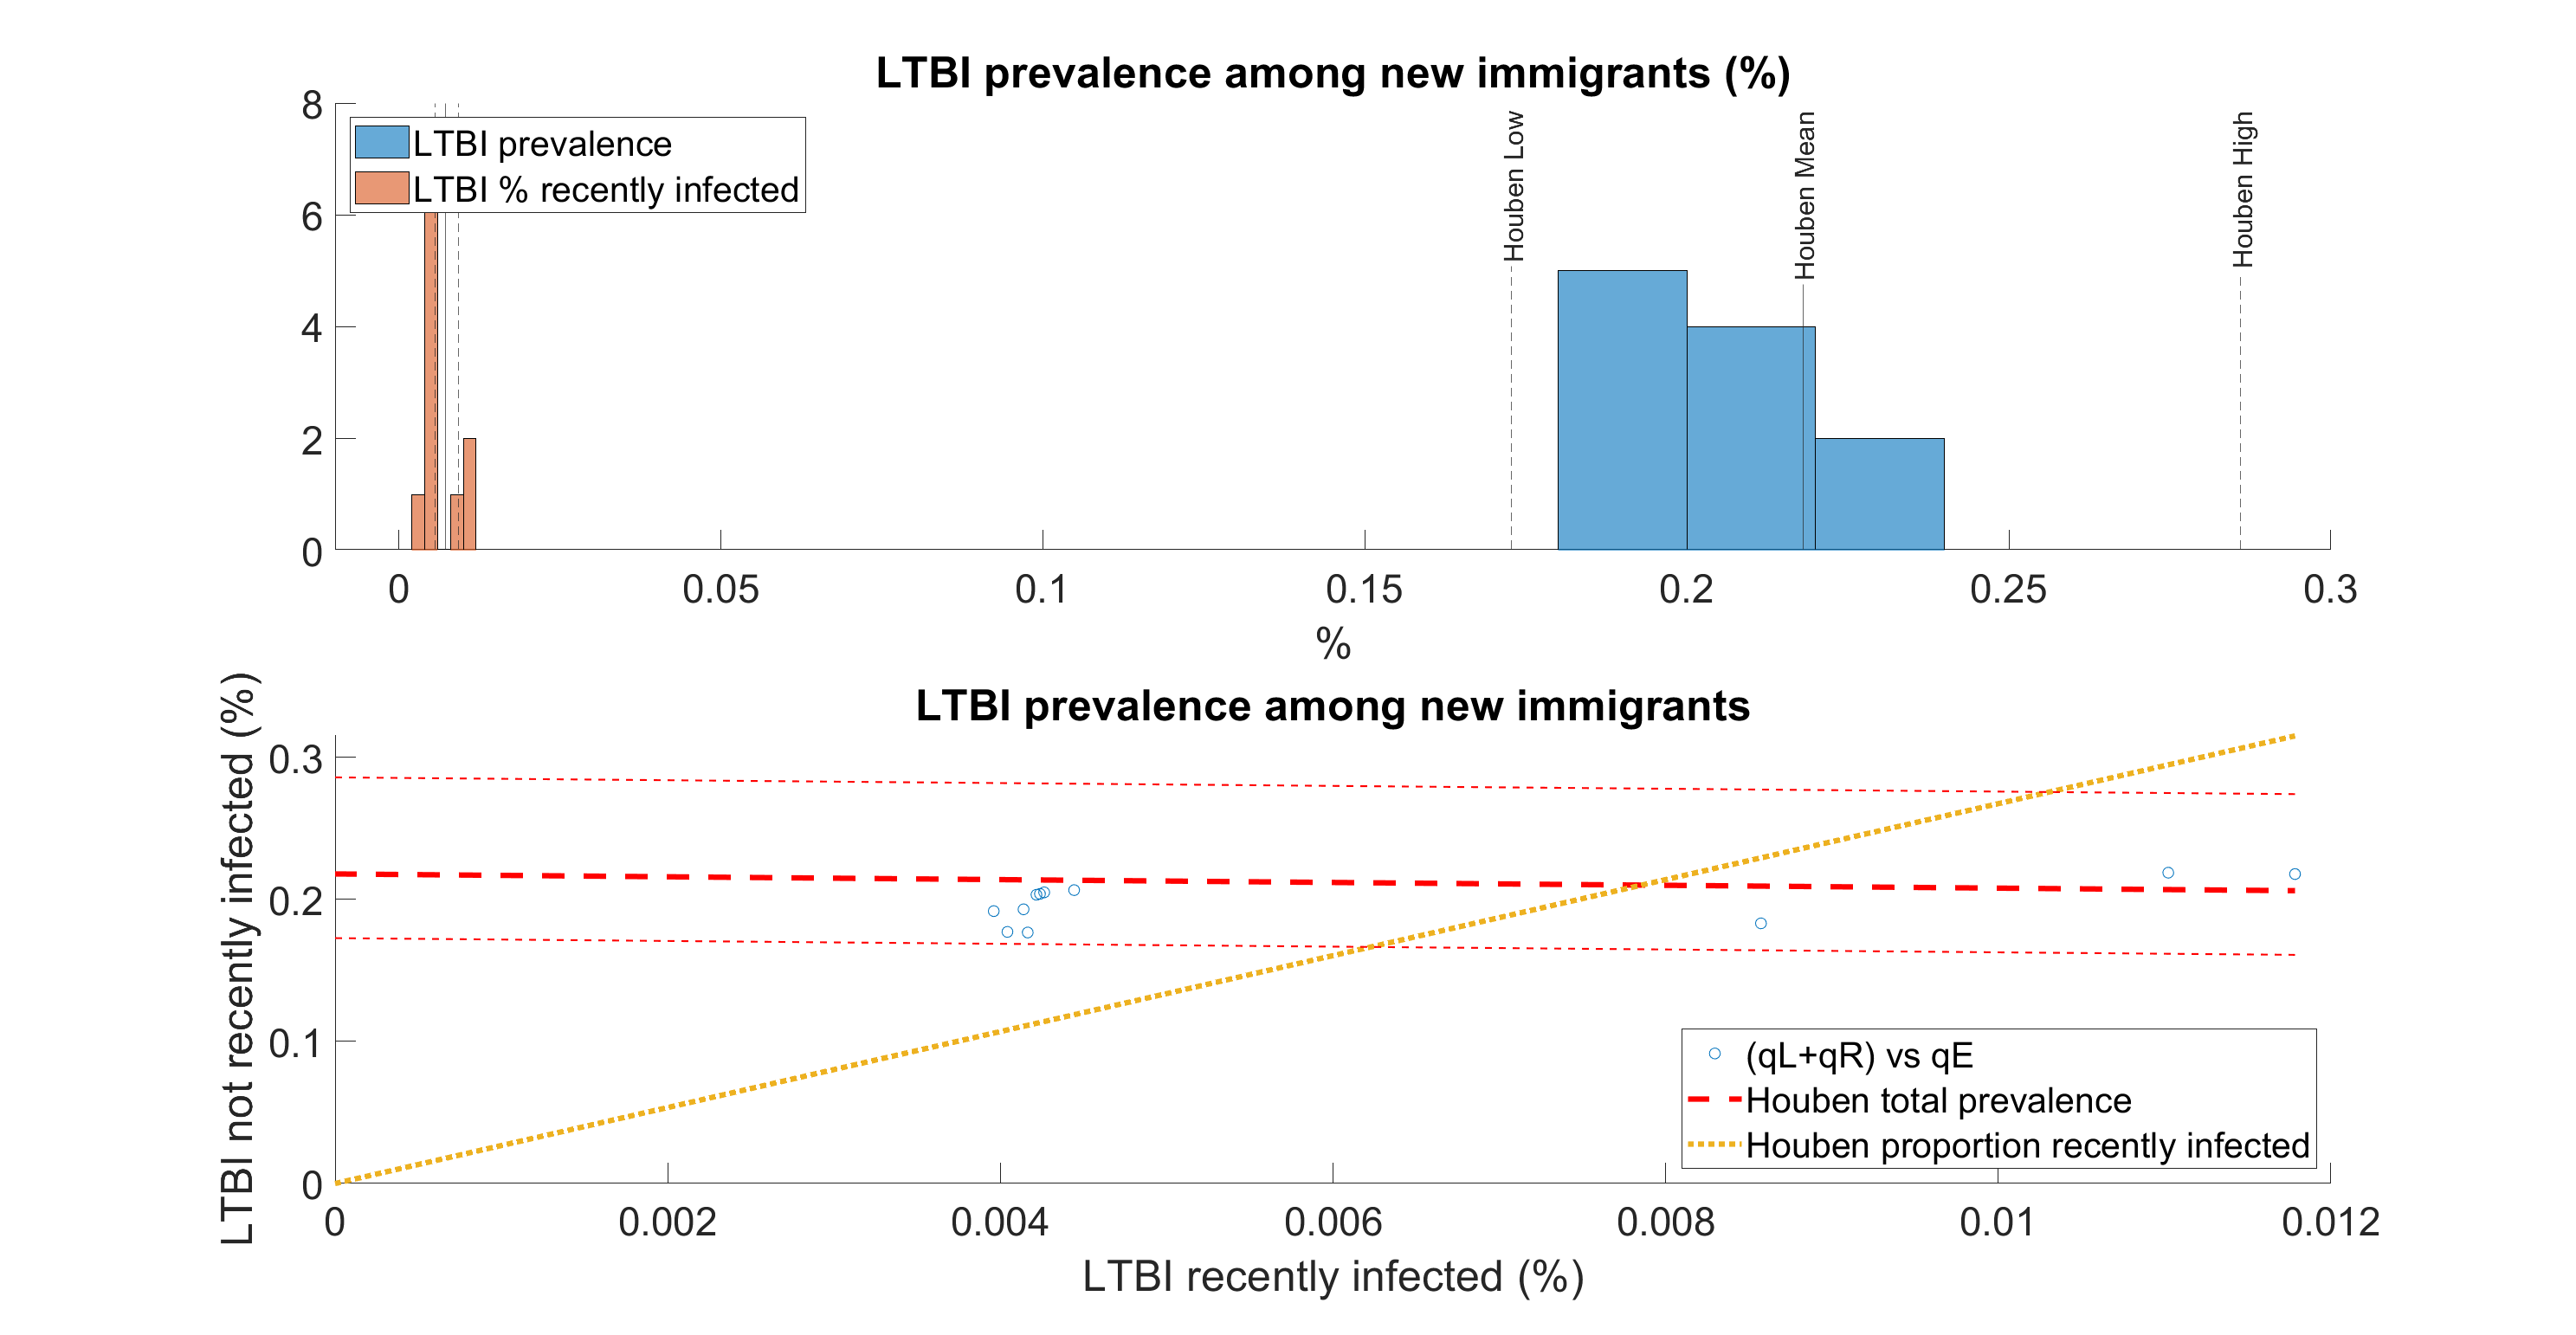 LTBI prevalence among new immigrants (%)
8
6
4
2
0
LTBI prevalence
LTBI % recently infected
Houben Low
Houben Mean
Houben High
0 0.05 0.1 0.15 0.2 0.25 0.3
%
LTBI prevalence among new immigrants
LTBI not recently infected (%)
0.3
0.2
0.1
0
(qL+qR) vs qE
Houben total prevalence
Houben proportion recently infected
0 0.002 0.004 0.006 0.008 0.01 0.012
LTBI recently infected (%)